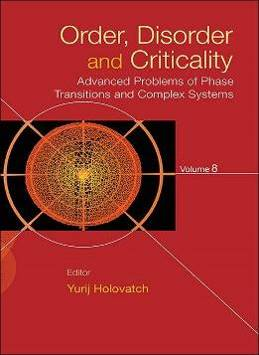 Order, Disorder
and Criticality
Advanced Problems of Phase
Transitions and Complex Systems
Volume 8
Editor
Yurij Holovatch